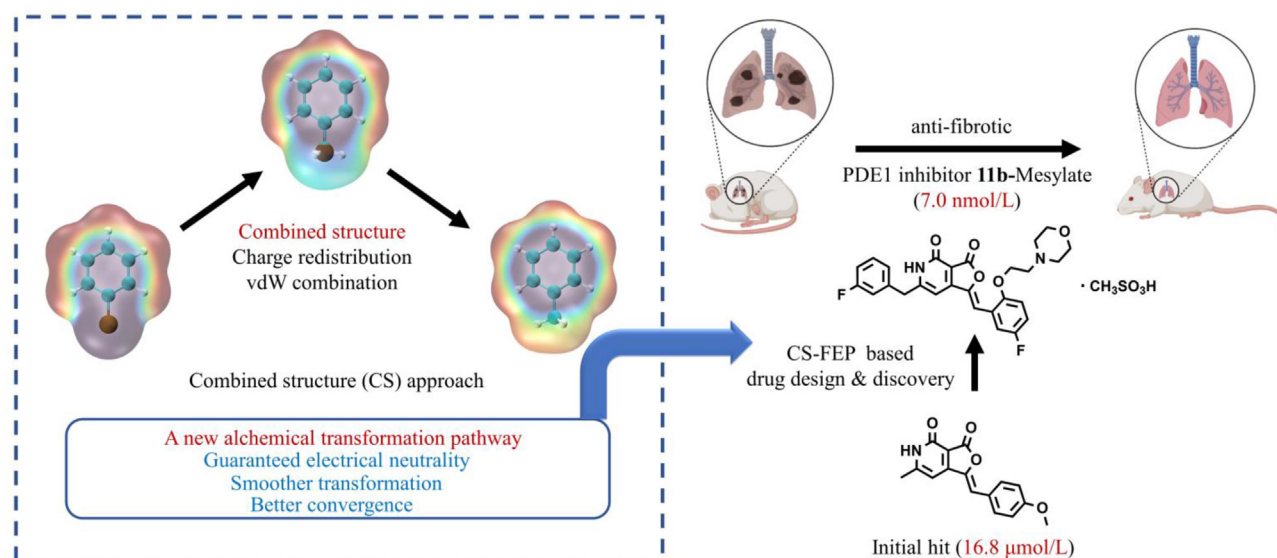 Combined structure
Charge redistribution
vdW combination
Combined structure (CS) approach
A new alchemical transformation pathway
Guaranteed electrical neutrality
Smoother transformation
Better convergence
anti-fibrotic
PDE1 inhibitor 11b-Mesylate
(7.0 nmol/L)
O
O
O
HN
O
O
N
F
F
· CH₃SO₃H
CS-FEP based
drug design & discovery
O
O
HN
O
O
Initial hit (16.8 μmol/L)